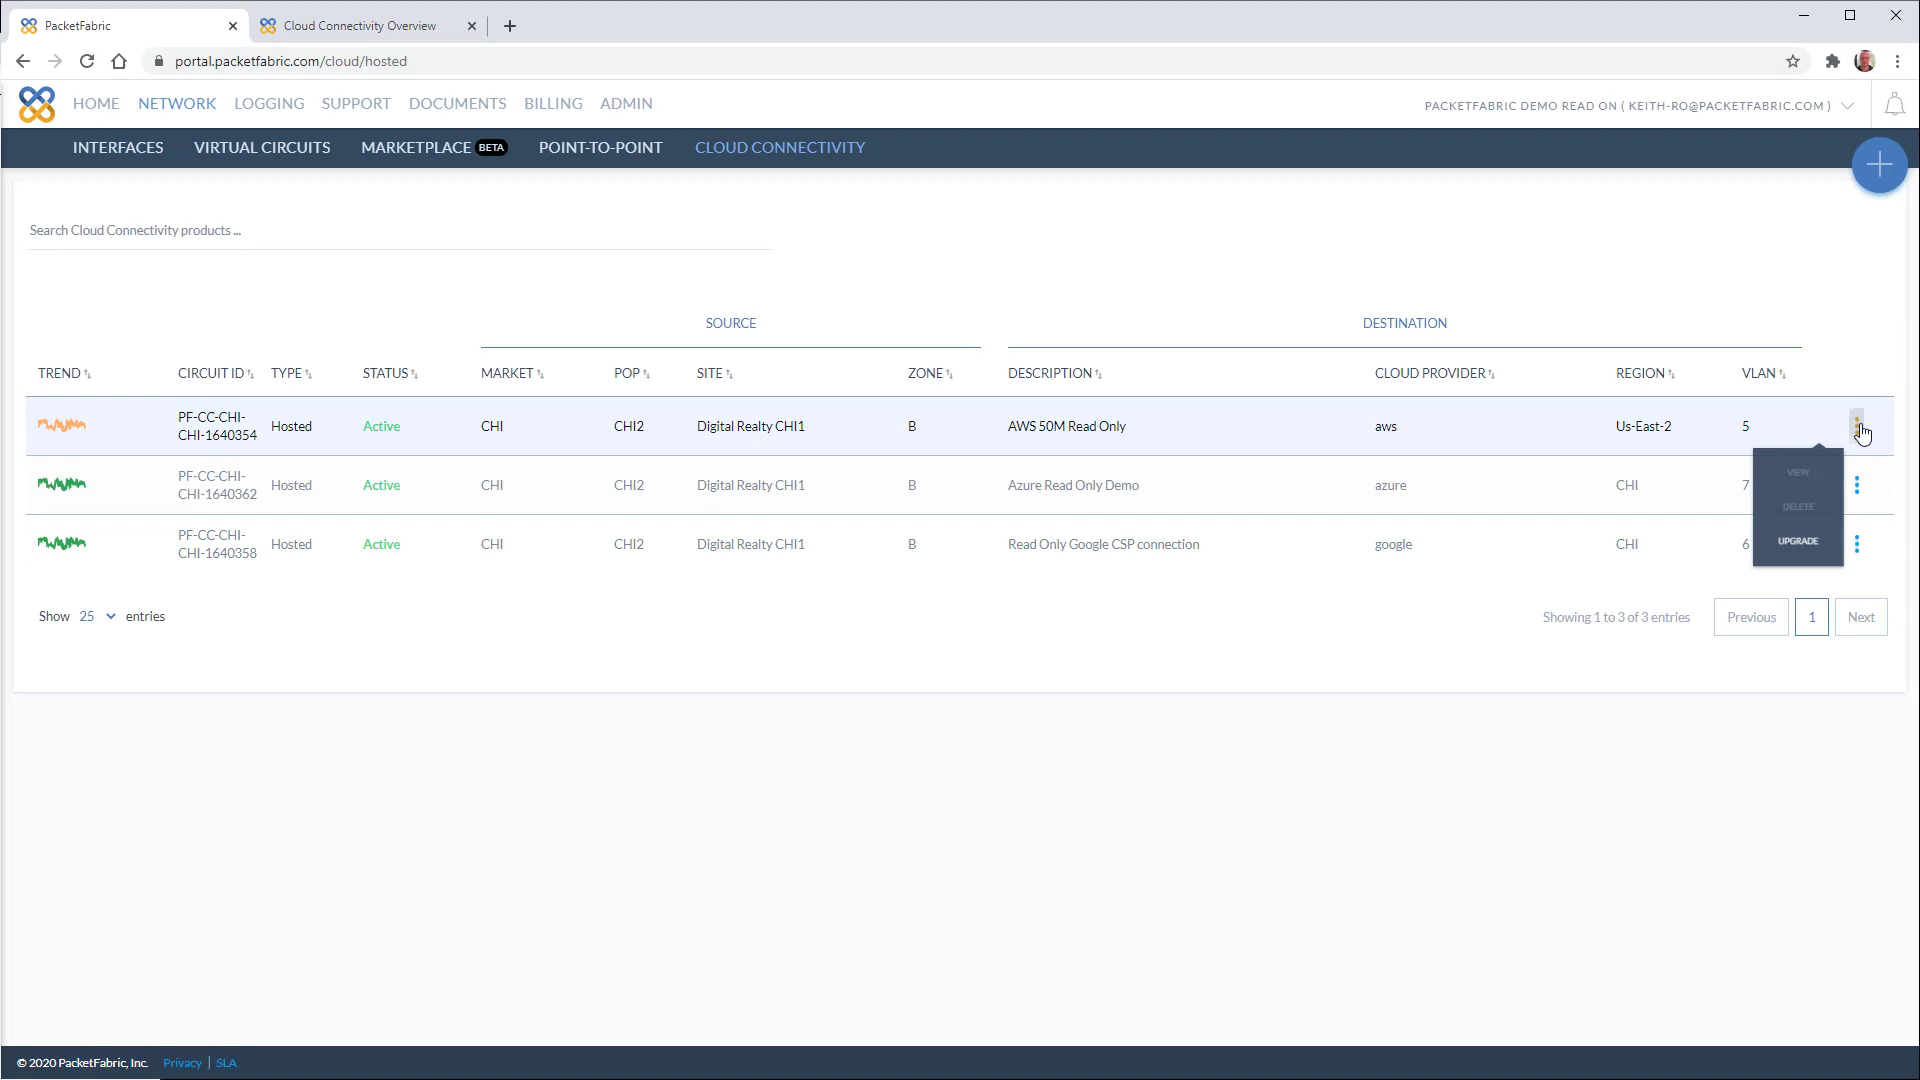 PacketFabric
Cloud Connectivity Overview
portal.packetfabric.com/cloud/hosted
HOME NETWORK LOGGING SUPPORT DOCUMENTS BILLING ADMIN
PACKETFABRIC DEMO READ ON ( KEITH-RO@PACKETFABRIC.COM )
INTERFACES VIRTUAL CIRCUITS MARKETPLACE BETA POINT-TO-POINT CLOUD CONNECTIVITY
Search Cloud Connectivity products ...
SOURCE DESTINATION
TREND CIRCUIT ID TYPE STATUS MARKET POP SITE ZONE DESCRIPTION CLOUD PROVIDER REGION VLAN
PF-CC-CHI-
CHI-1640354 Hosted Active CHI CHI2 Digital Realty CHI1 B AWS 50M Read Only aws Us-East-2 5
PF-CC-CHI-
CHI-1640362 Hosted Active CHI CHI2 Digital Realty CHI1 B Azure Read Only Demo azure CHI 7
PF-CC-CHI-
CHI-1640358 Hosted Active CHI CHI2 Digital Realty CHI1 B Read Only Google CSP connection google CHI 6
VIEW
DELETE
UPGRADE
Show 25 entries
Showing 1 to 3 of 3 entries Previous 1 Next
© 2020 PacketFabric, Inc. Privacy | SLA